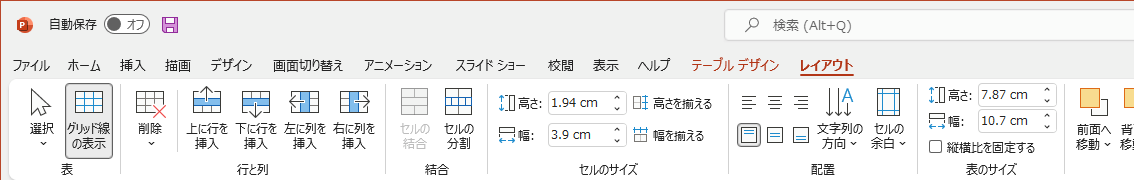 自動保存 オフ 検索 (Alt+Q)
ファイル ホーム 挿入 描画 デザイン 画面切り替え アニメーション スライド ショー 校閲 表示 ヘルプ テーブル デザイン レイアウト
選択
グリッド線
の表示
表
削除
上に行を
挿入
下に行を
挿入
左に列を
挿入
右に列を
挿入
行と列
セルの
結合
セルの
分割
結合
高さ: 1.94 cm 高さを揃える
幅: 3.9 cm 幅を揃える
セルのサイズ
文字列の
方向
セルの
余白
配置
高さ: 7.87 cm
幅: 10.7 cm
縦横比を固定する
表のサイズ
前面へ
移動
背
移動